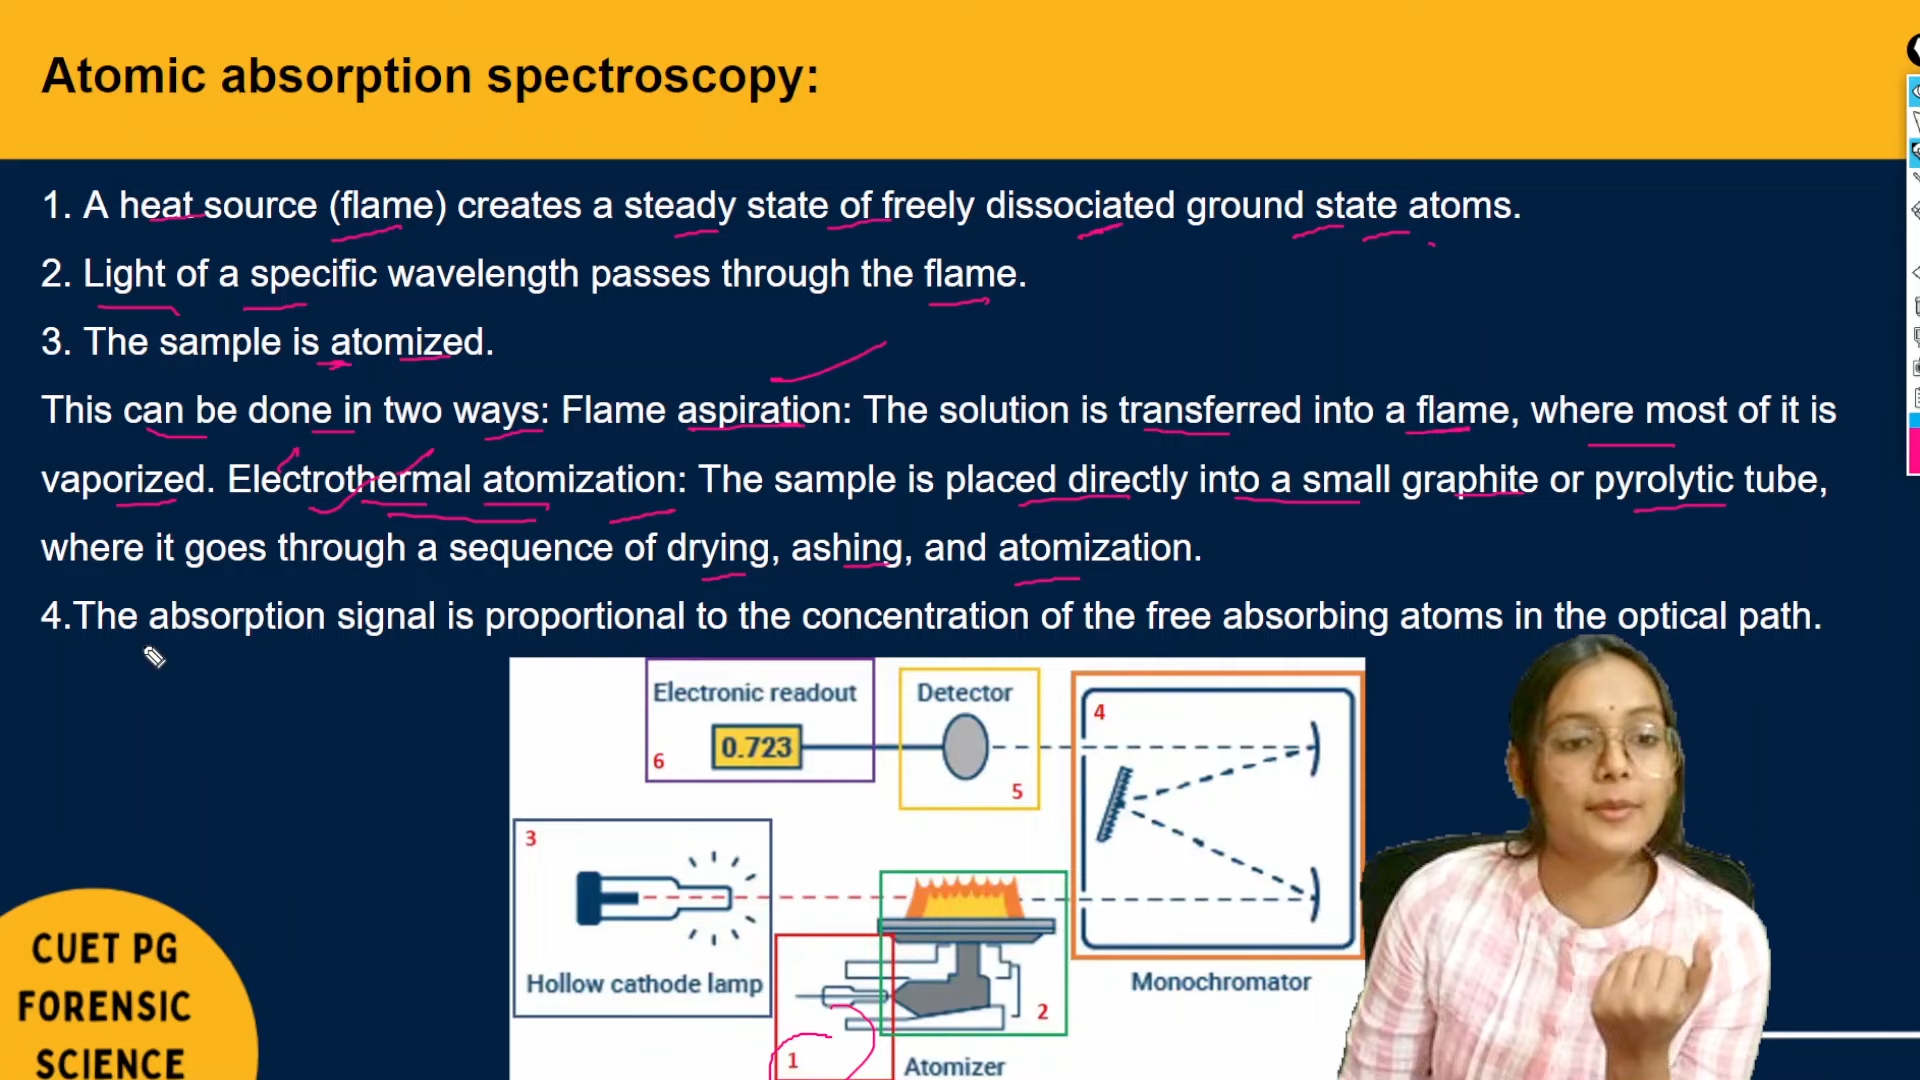 Atomic absorption spectroscopy:
1. A heat source (flame) creates a steady state of freely dissociated ground state atoms.
2. Light of a specific wavelength passes through the flame.
3. The sample is atomized.
This can be done in two ways: Flame aspiration: The solution is transferred into a flame, where most of it is
vaporized. Electrothermal atomization: The sample is placed directly into a small graphite or pyrolytic tube,
where it goes through a sequence of drying, ashing, and atomization.
4.The absorption signal is proportional to the concentration of the free absorbing atoms in the optical path.
Electronic readout
0.723
6
Detector
5
4
Monochromator
3
Hollow cathode lamp
2
1
Atomizer
CUET PG
FORENSIC
SCIENCE